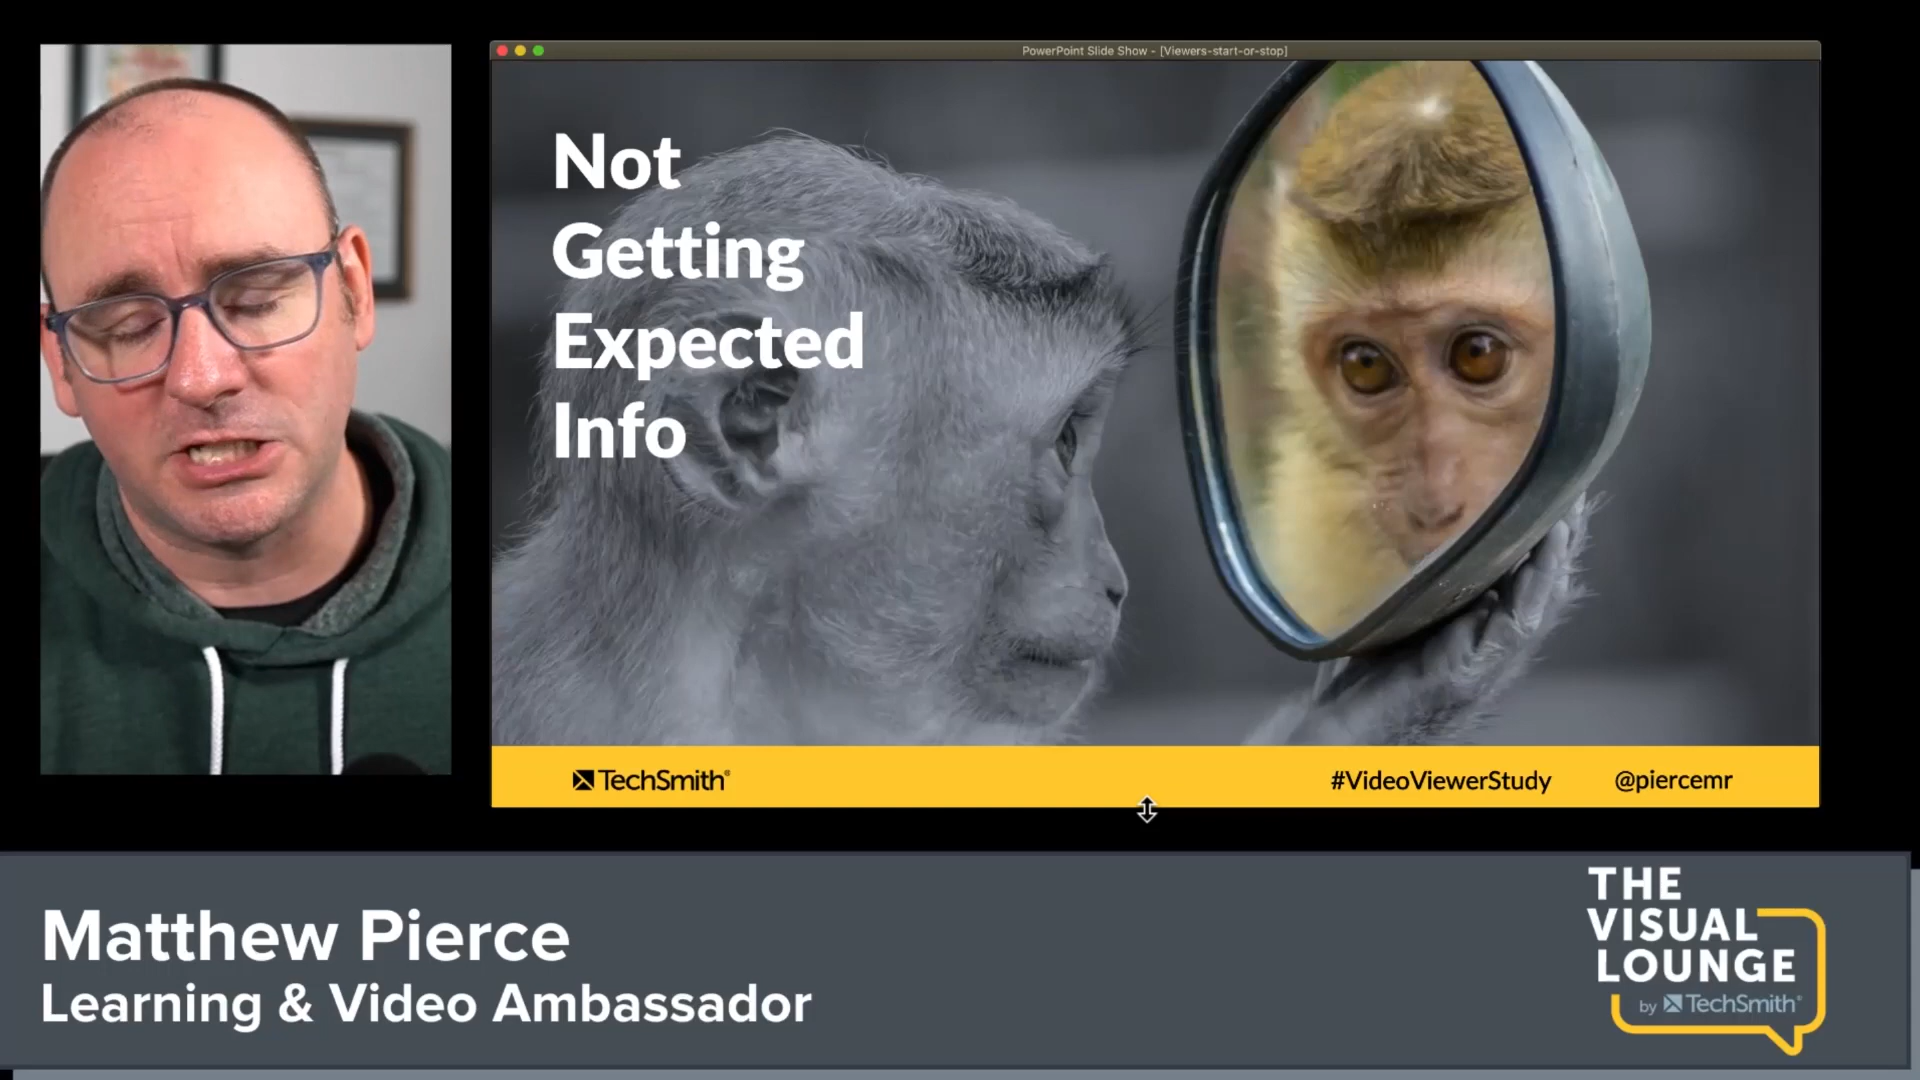 PowerPoint Slide Show - [Viewers-start-or-stop]
Not
Getting
Expected
Info
TechSmith®
#VideoViewerStudy
@piercemr
Matthew Pierce
Learning & Video Ambassador
THE
VISUAL
LOUNGE
by TechSmith®